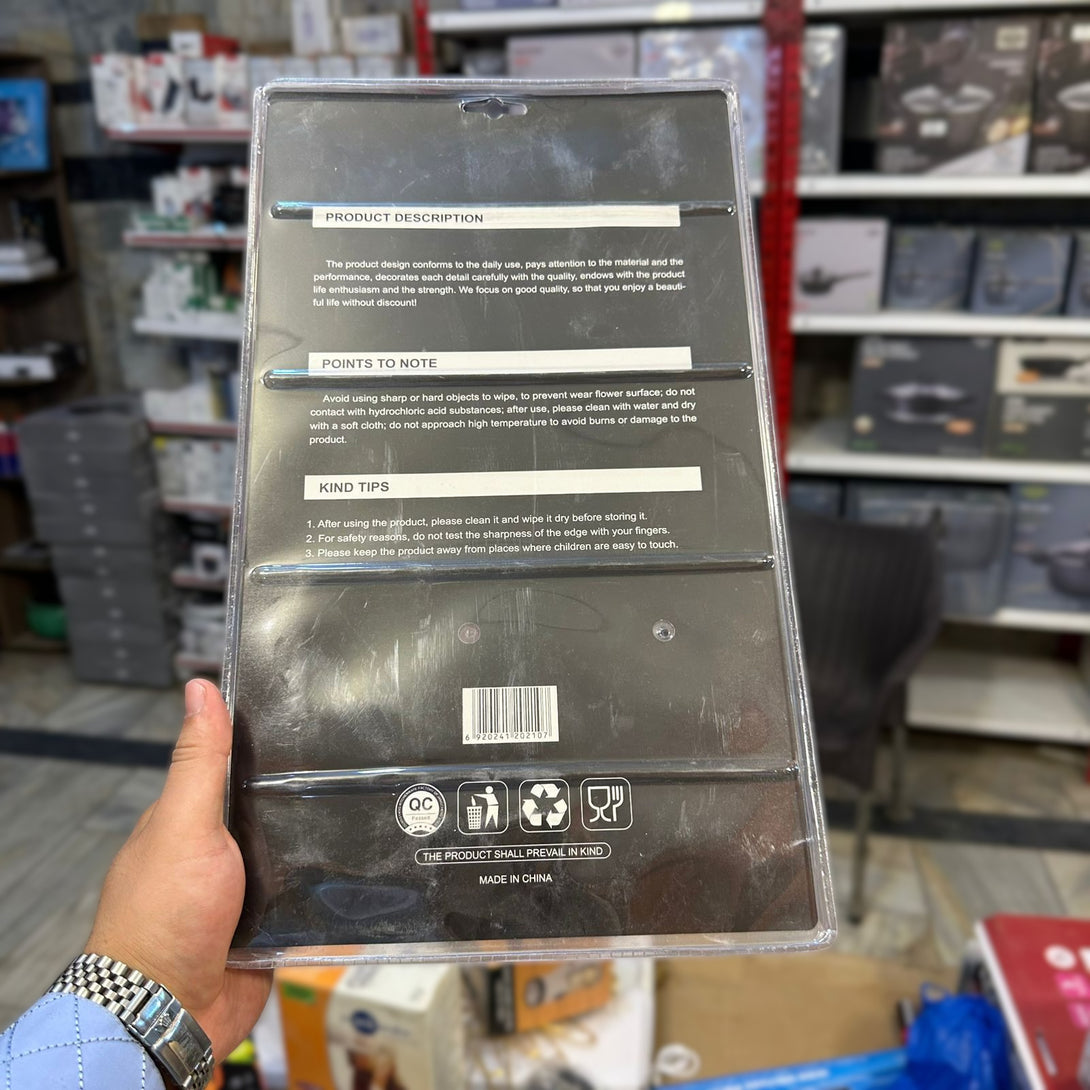 PRODUCT DESCRIPTION
The product design conforms to the daily use, pays attention to the material and the
performance, decorates each detail carefully with the quality, endows with the product
life enthusiasm and the strength. We focus on good quality, so that you enjoy a beauti-
ful life without discount!
POINTS TO NOTE
Avoid using sharp or hard objects to wipe, to prevent wear flower surface; do not
contact with hydrochloric acid substances; after use, please clean with water and dry
with a soft cloth; do not approach high temperature to avoid burns or damage to the
product.
KIND TIPS
1. After using the product, please clean it and wipe it dry before storing it.
2. For safety reasons, do not test the sharpness of the edge with your fingers.
3. Please keep the product away from places where children are easy to touch.
6 920241 202107
QC
Passed
THE PRODUCT SHALL PREVAIL IN KIND
MADE IN CHINA